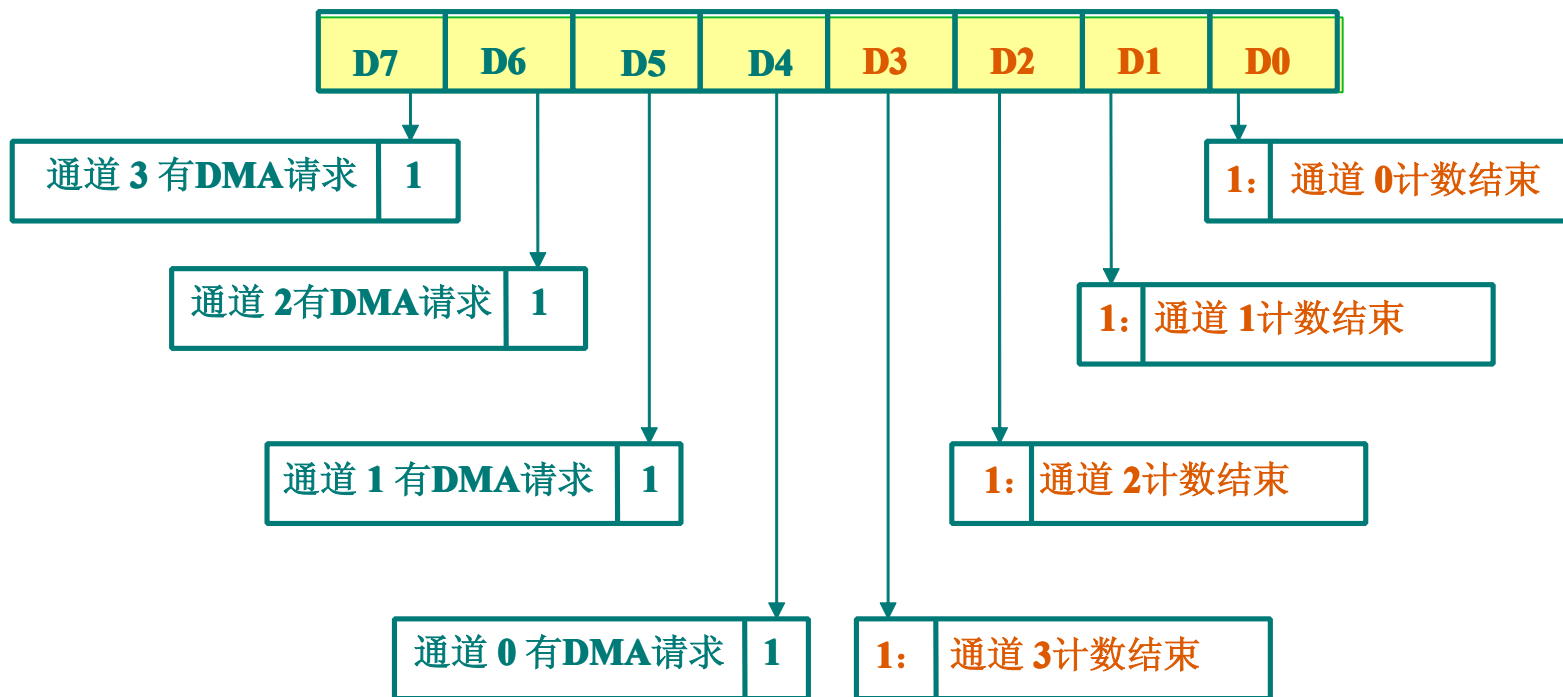 D7 D6 D5 D4 D3 D2 D1 D0
通道 3 有DMA请求 1
1： 通道 0计数结束
通道 2有DMA请求 1
1： 通道 1计数结束
通道 1 有DMA请求 1
1： 通道 2计数结束
通道 0 有DMA请求 1
1： 通道 3计数结束